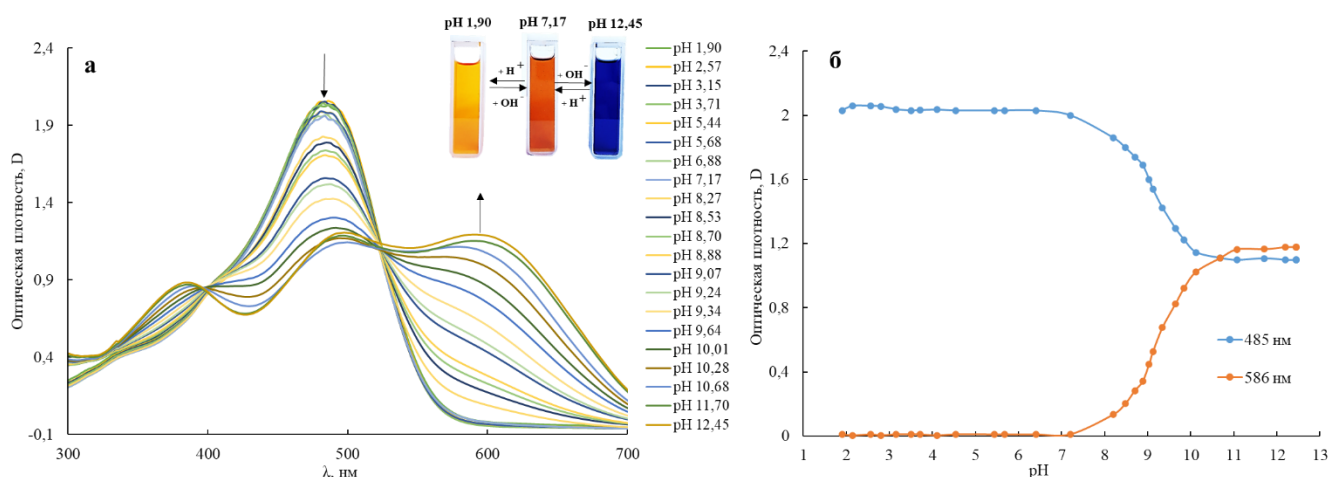 а
Оптическая плотность, D
2,4
1,9
1,4
0,9
0,4
-0,1
300
400
500
600
700
λ, нм
pH 1,90
pH 7,17
pH 12,45
+ H+
+ OH-
+ OH-
+ H+
pH 1,90
pH 2,57
pH 3,15
pH 3,71
pH 5,44
pH 5,68
pH 6,88
pH 7,17
pH 8,27
pH 8,53
pH 8,70
pH 8,88
pH 9,07
pH 9,24
pH 9,34
pH 9,64
pH 10,01
pH 10,28
pH 10,68
pH 11,70
pH 12,45
б
Оптическая плотность, D
2,4
2
1,6
1,2
0,8
0,4
0
1
2
3
4
5
6
7
8
9
10
11
12
13
pH
485 нм
586 нм